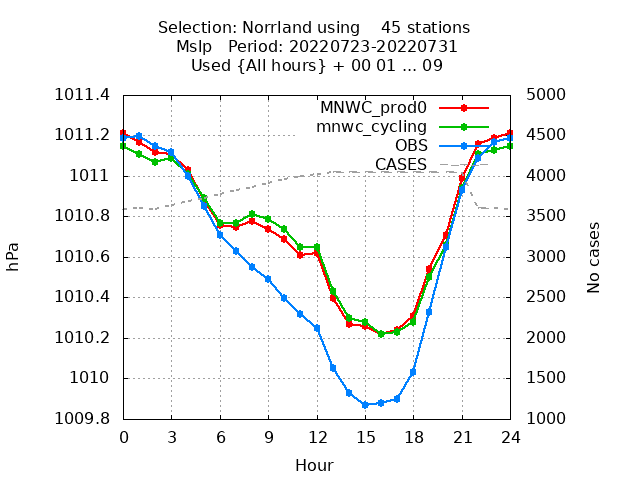 Selection: Norrland using    45 stations
Mslp   Period: 20220723-20220731
Used {All hours} + 00 01 ... 09
1011.4
1011.2
1011
1010.8
1010.6
1010.4
1010.2
1010
1009.8
hPa
MNWC_prod0
mnwc_cycling
OBS
CASES
5000
4500
4000
3500
3000
2500
2000
1500
1000
No cases
0 3 6 9 12 15 18 21 24
Hour